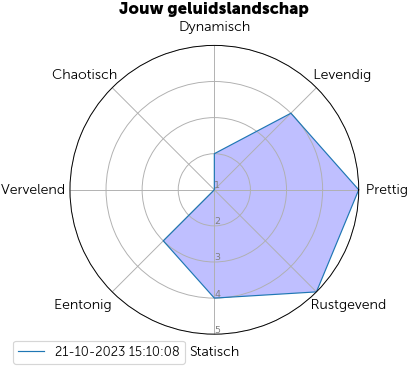 Jouw geluidslandschap
Dynamisch
Chaotisch
Levendig
Vervelend
Prettig
1
2
3
4
5
Eentonig
Rustgevend
Statisch
21-10-2023 15:10:08